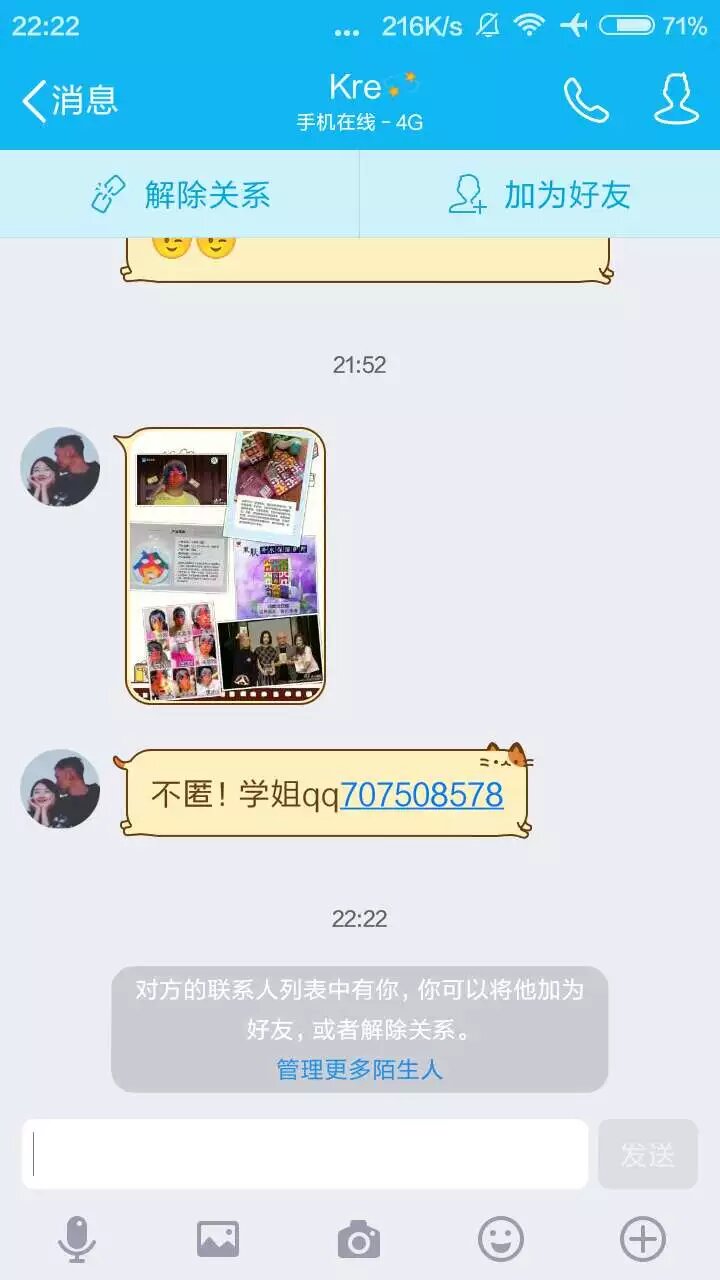 22:22
... 216K/s 71%
消息
Kre
手机在线 - 4G
解除关系
加为好友
21:52
不匿！学姐qq707508578
22:22
对方的联系人列表中有你，你可以将他加为
好友，或者解除关系。
管理更多陌生人
发送